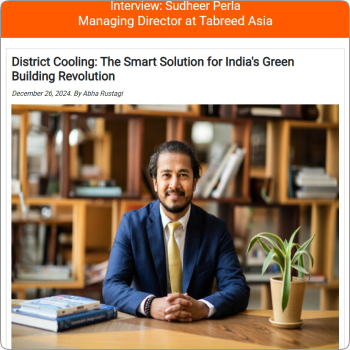 Interview: Sudheer Perla
Managing Director at Tabreed Asia
District Cooling: The Smart Solution for India's Green
Building Revolution
December 26, 2024. By Abha Rustagi